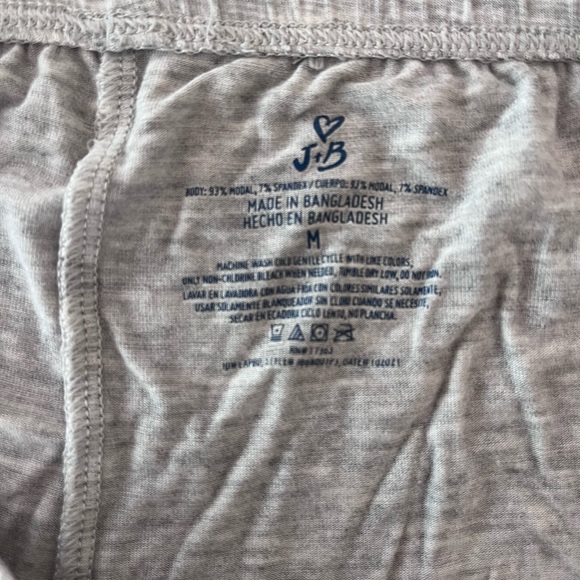 J+B
BODY: 93% MODAL, 7% SPANDEX / CUERPO: 93% MODAL, 7% SPANDEX
MADE IN BANGLADESH
HECHO EN BANGLADESH
M
MACHINE WASH COLD GENTLE CYCLE WITH LIKE COLORS,
ONLY NON-CHLORINE BLEACH WHEN NEEDED, TUMBLE DRY LOW, DO NOT IRON.
LAVAR EN LAVADORA CON AGUA FRIA CON COLORES SIMILARES SOLAMENTE
USAR SOLAMENTE BLANQUEADOR SIN CLORO CUANDO SE NECESITE,
SECAR EN SECADORA CICLO LENTO, NO PLANCHA.
RN#